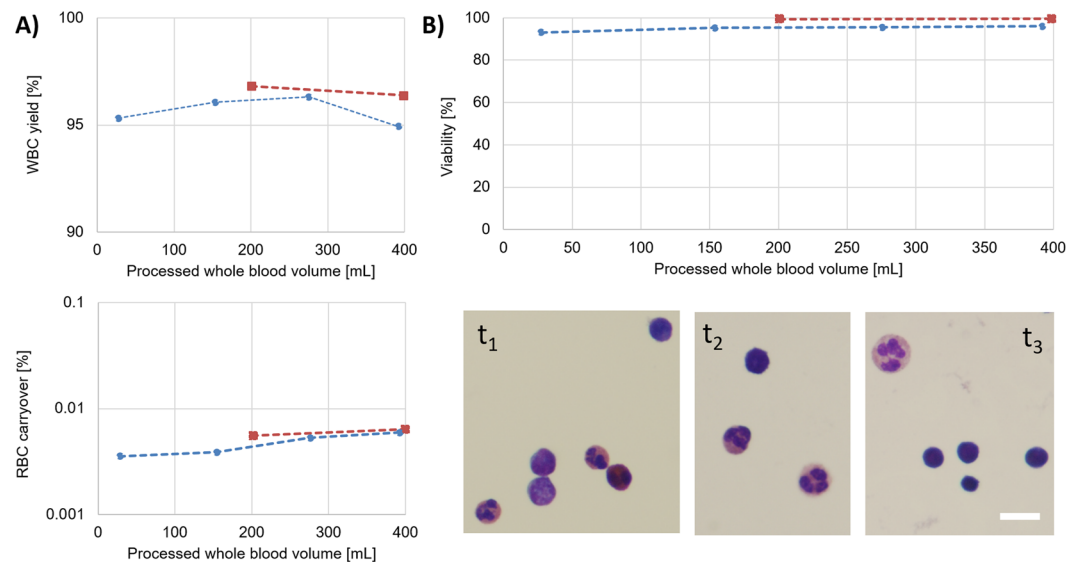 A)
100
95
90
WBC yield [%]
0 100 200 300 400
Processed whole blood volume [mL]
0.1
0.01
0.001
RBC carryover [%]
0 100 200 300 400
Processed whole blood volume [mL]
B)
100
80
60
40
20
0
Viability [%]
0 50 100 150 200 250 300 350 400
Processed whole blood volume [mL]
t1
t2
t3